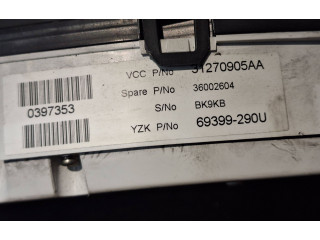 VCC P/No 31270905AA
Spare P/No 36002604
S/No BK9KB
0397353
YZK P/No 69399-290U